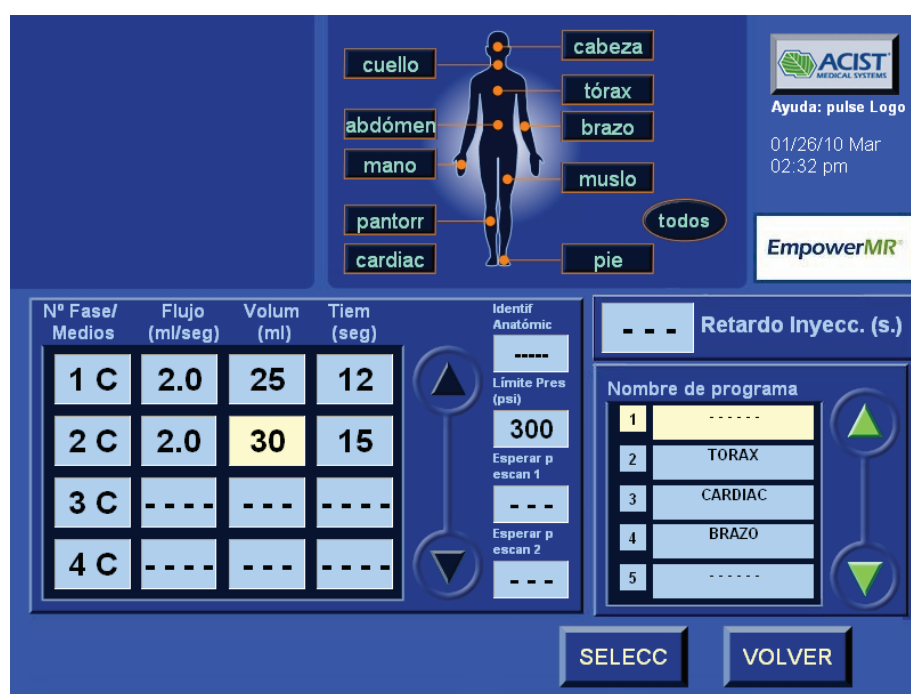 cabeza
cuello
tórax
abdómen
brazo
mano
muslo
pantorr
todos
cardiac
pie
ACIST
MEDICAL SYSTEMS
Ayuda: pulse Logo
01/26/10 Mar
02:32 pm
EmpowerMR®
Nº Fase/ Medios
Flujo (ml/seg)
Volum (ml)
Tiem (seg)
1 C 2.0 25 12
2 C 2.0 30 15
3 C - - - - - - - - - - -
4 C - - - - - - - - - - -
Identif
Anatómic
-----
Límite Pres
(psi)
300
Esperar p
escan 1
- - -
Esperar p
escan 2
- - -
- - - Retardo Inyecc. (s.)
Nombre de programa
1 - - - - - -
2 TORAX
3 CARDIAC
4 BRAZO
5 - - - - - -
SELECC
VOLVER